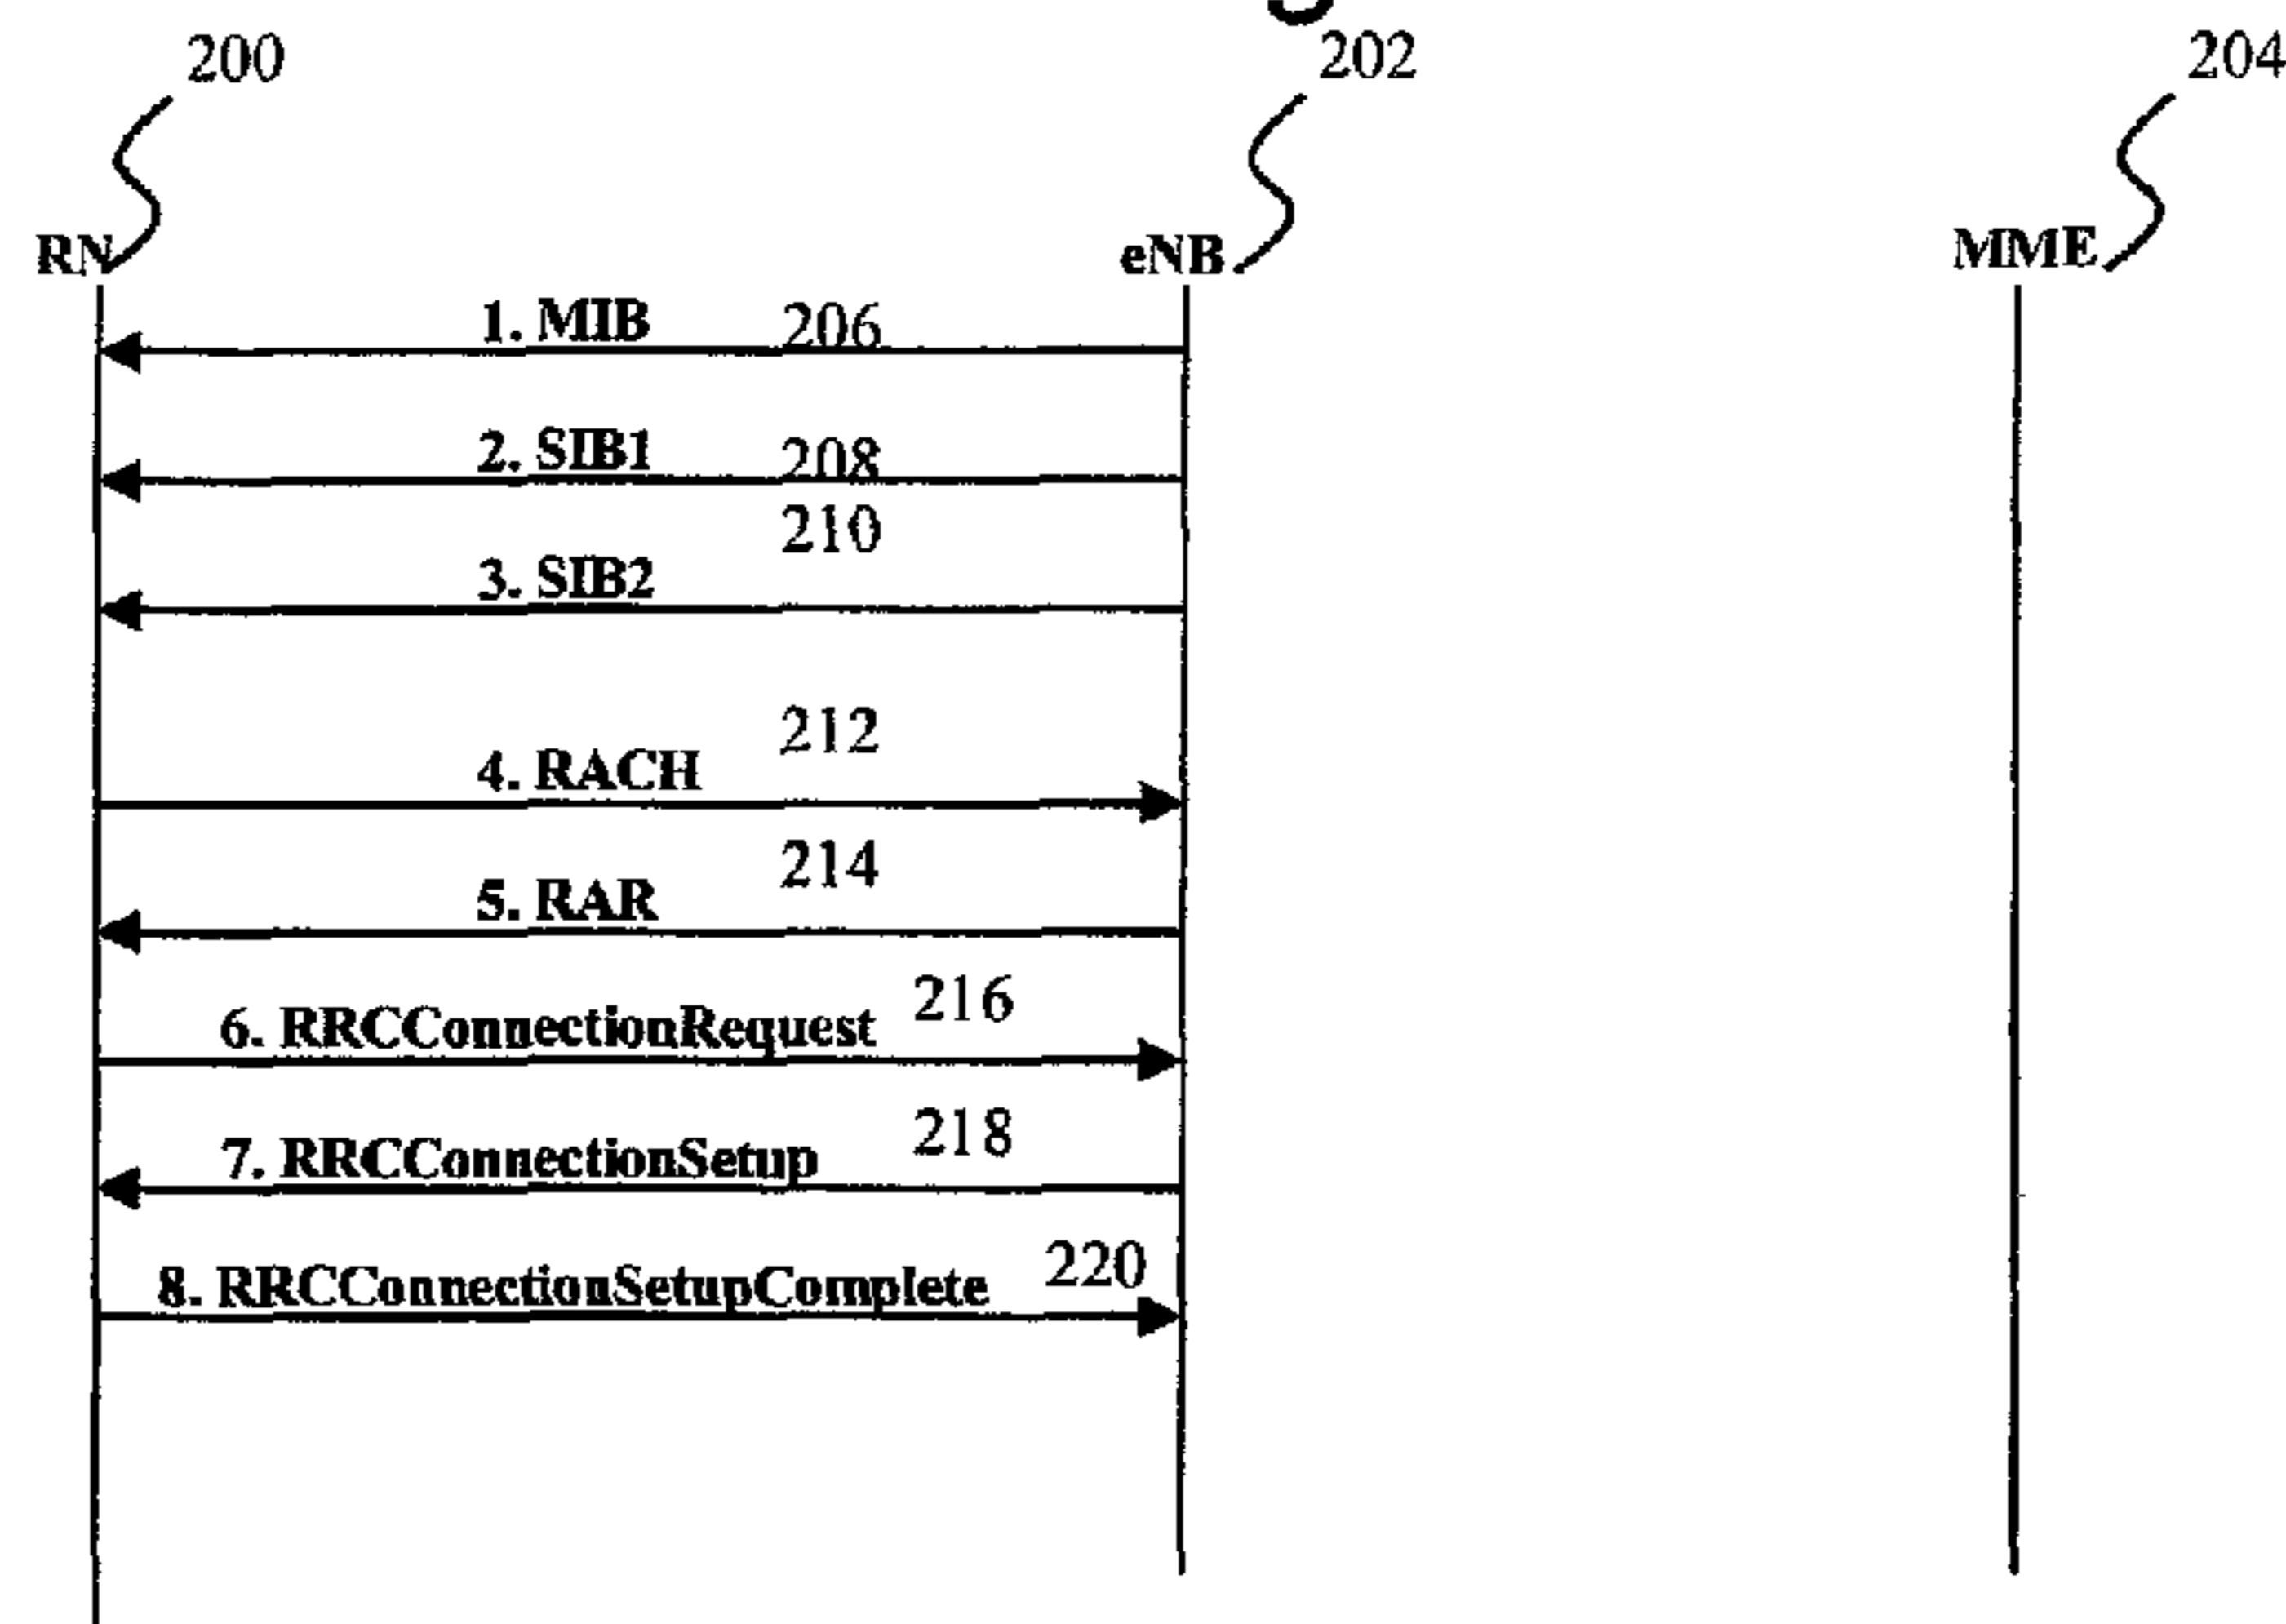 200 202 204
RN eNB MME
1. MIB 206
2. SIB1 208
210
3. SIB2
212
4. RACH
214
5. RAR
6. RRCConnectionRequest 216
7. RRCConnectionSetup 218
8. RRCConnectionSetupComplete 220